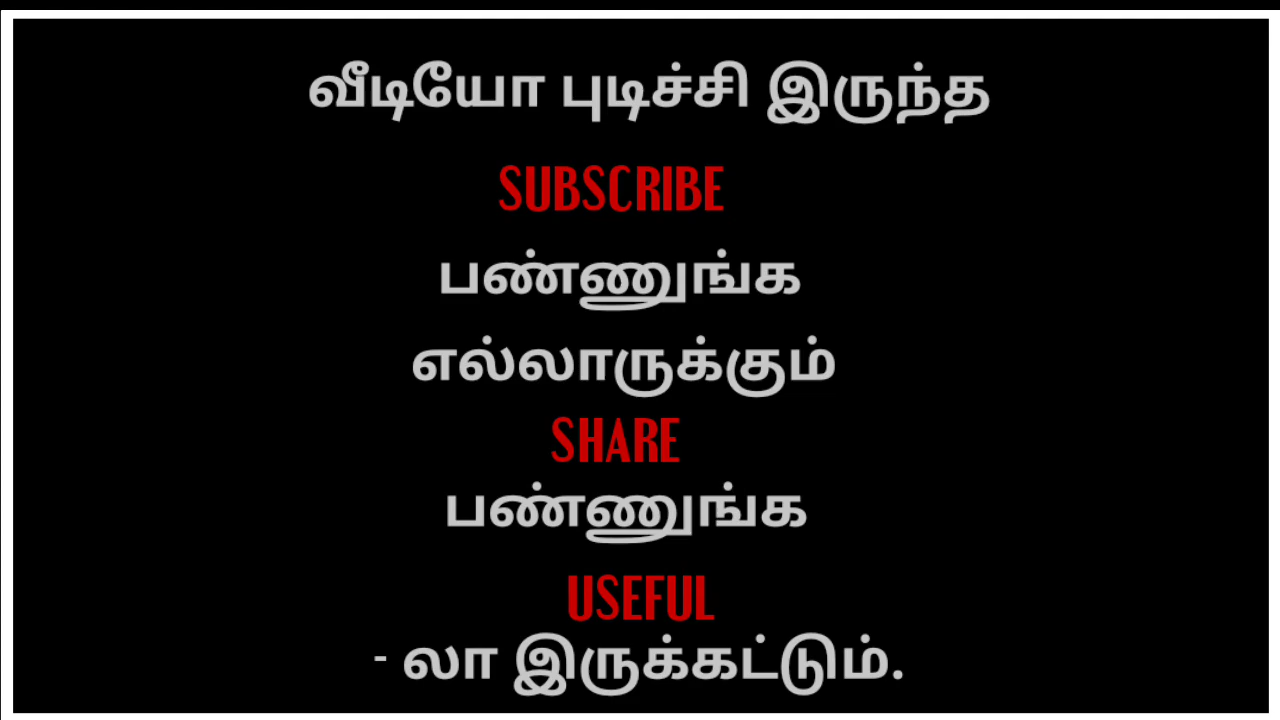 வீடியோ புடிச்சி இருந்த
SUBSCRIBE
பண்ணுங்க
எல்லாருக்கும்
SHARE
பண்ணுங்க
USEFUL
- லா இருக்கட்டும்.